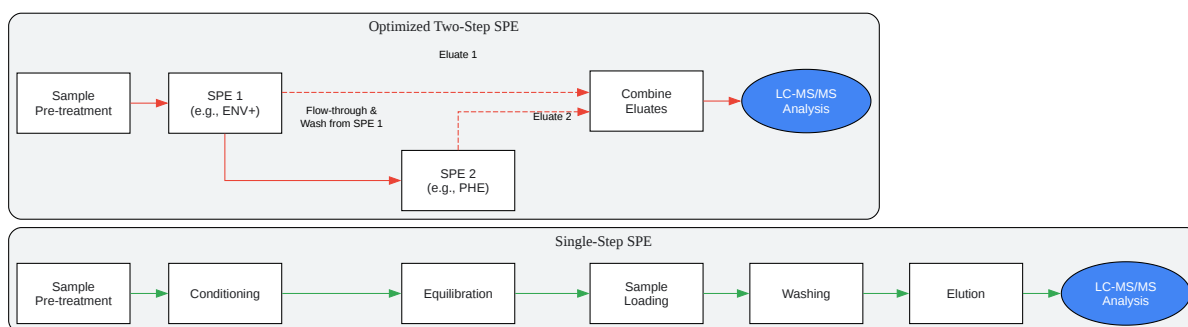 Optimized Two-Step SPE
Eluate 1
Sample
Pre-treatment
SPE 1
(e.g., ENV+)
Flow-through &
Wash from SPE 1
Eluate 2
Combine
Eluates
LC-MS/MS
Analysis
SPE 2
(e.g., PHE)
Single-Step SPE
Sample
Pre-treatment
Conditioning
Equilibration
Sample
Loading
Washing
Elution
LC-MS/MS
Analysis